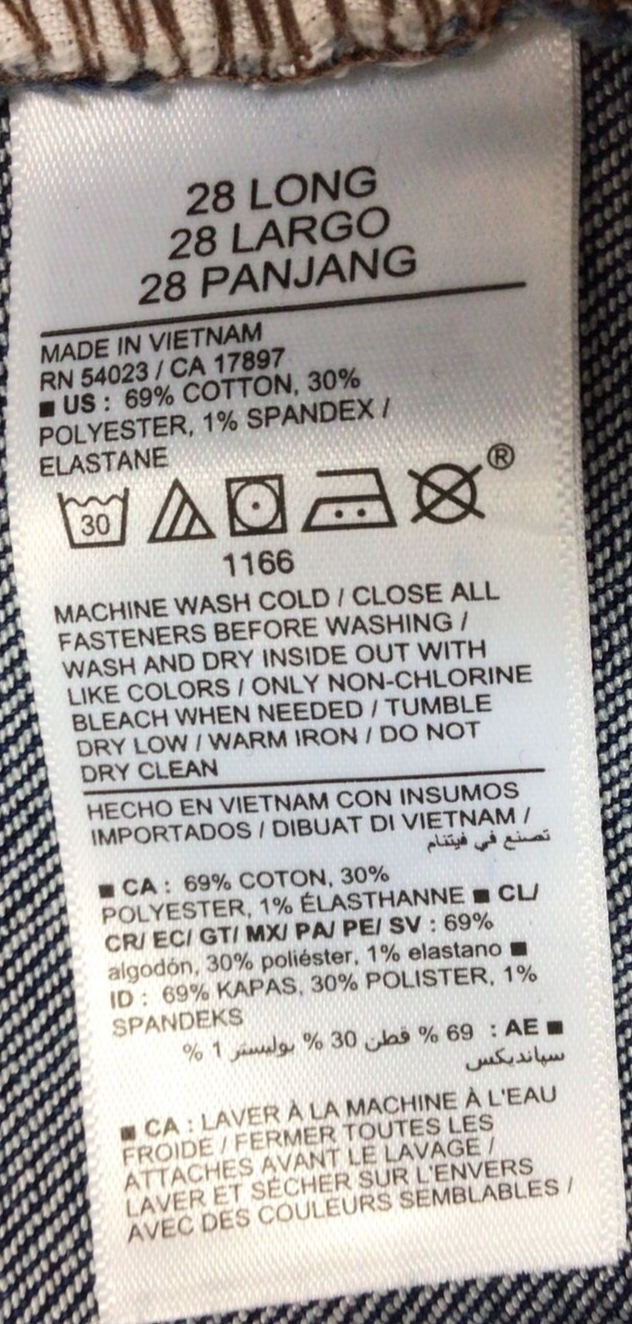 28 LONG
28 LARGO
28 PANJANG
MADE IN VIETNAM
RN 54023 / CA 17897
■ US : 69% COTTON, 30%
POLYESTER, 1% SPANDEX /
ELASTANE
30
®
1166
MACHINE WASH COLD / CLOSE ALL
FASTENERS BEFORE WASHING /
WASH AND DRY INSIDE OUT WITH
LIKE COLORS / ONLY NON-CHLORINE
BLEACH WHEN NEEDED / TUMBLE
DRY LOW / WARM IRON / DO NOT
DRY CLEAN
HECHO EN VIETNAM CON INSUMOS
IMPORTADOS / DIBUAT DI VIETNAM /
تصنع في فيتنام
■ CA : 69% COTON, 30%
POLYESTER, 1% ÉLASTHANNE ■ CL/
CR/ EC/ GT/ MX/ PA/ PE/ SV : 69%
algodón, 30% poliéster, 1% elastano ■
ID : 69% KAPAS, 30% POLISTER, 1%
SPANDEKS
■ AE : 69 % قطن 30 % بوليستر 1 %
سباندیکس
■ CA : LAVER À LA MACHINE À L'EAU
FROIDE / FERMER TOUTES LES
ATTACHES AVANT LE LAVAGE /
LAVER ET SÉCHER SUR L'ENVERS
AVEC DES COULEURS SEMBLABLES /